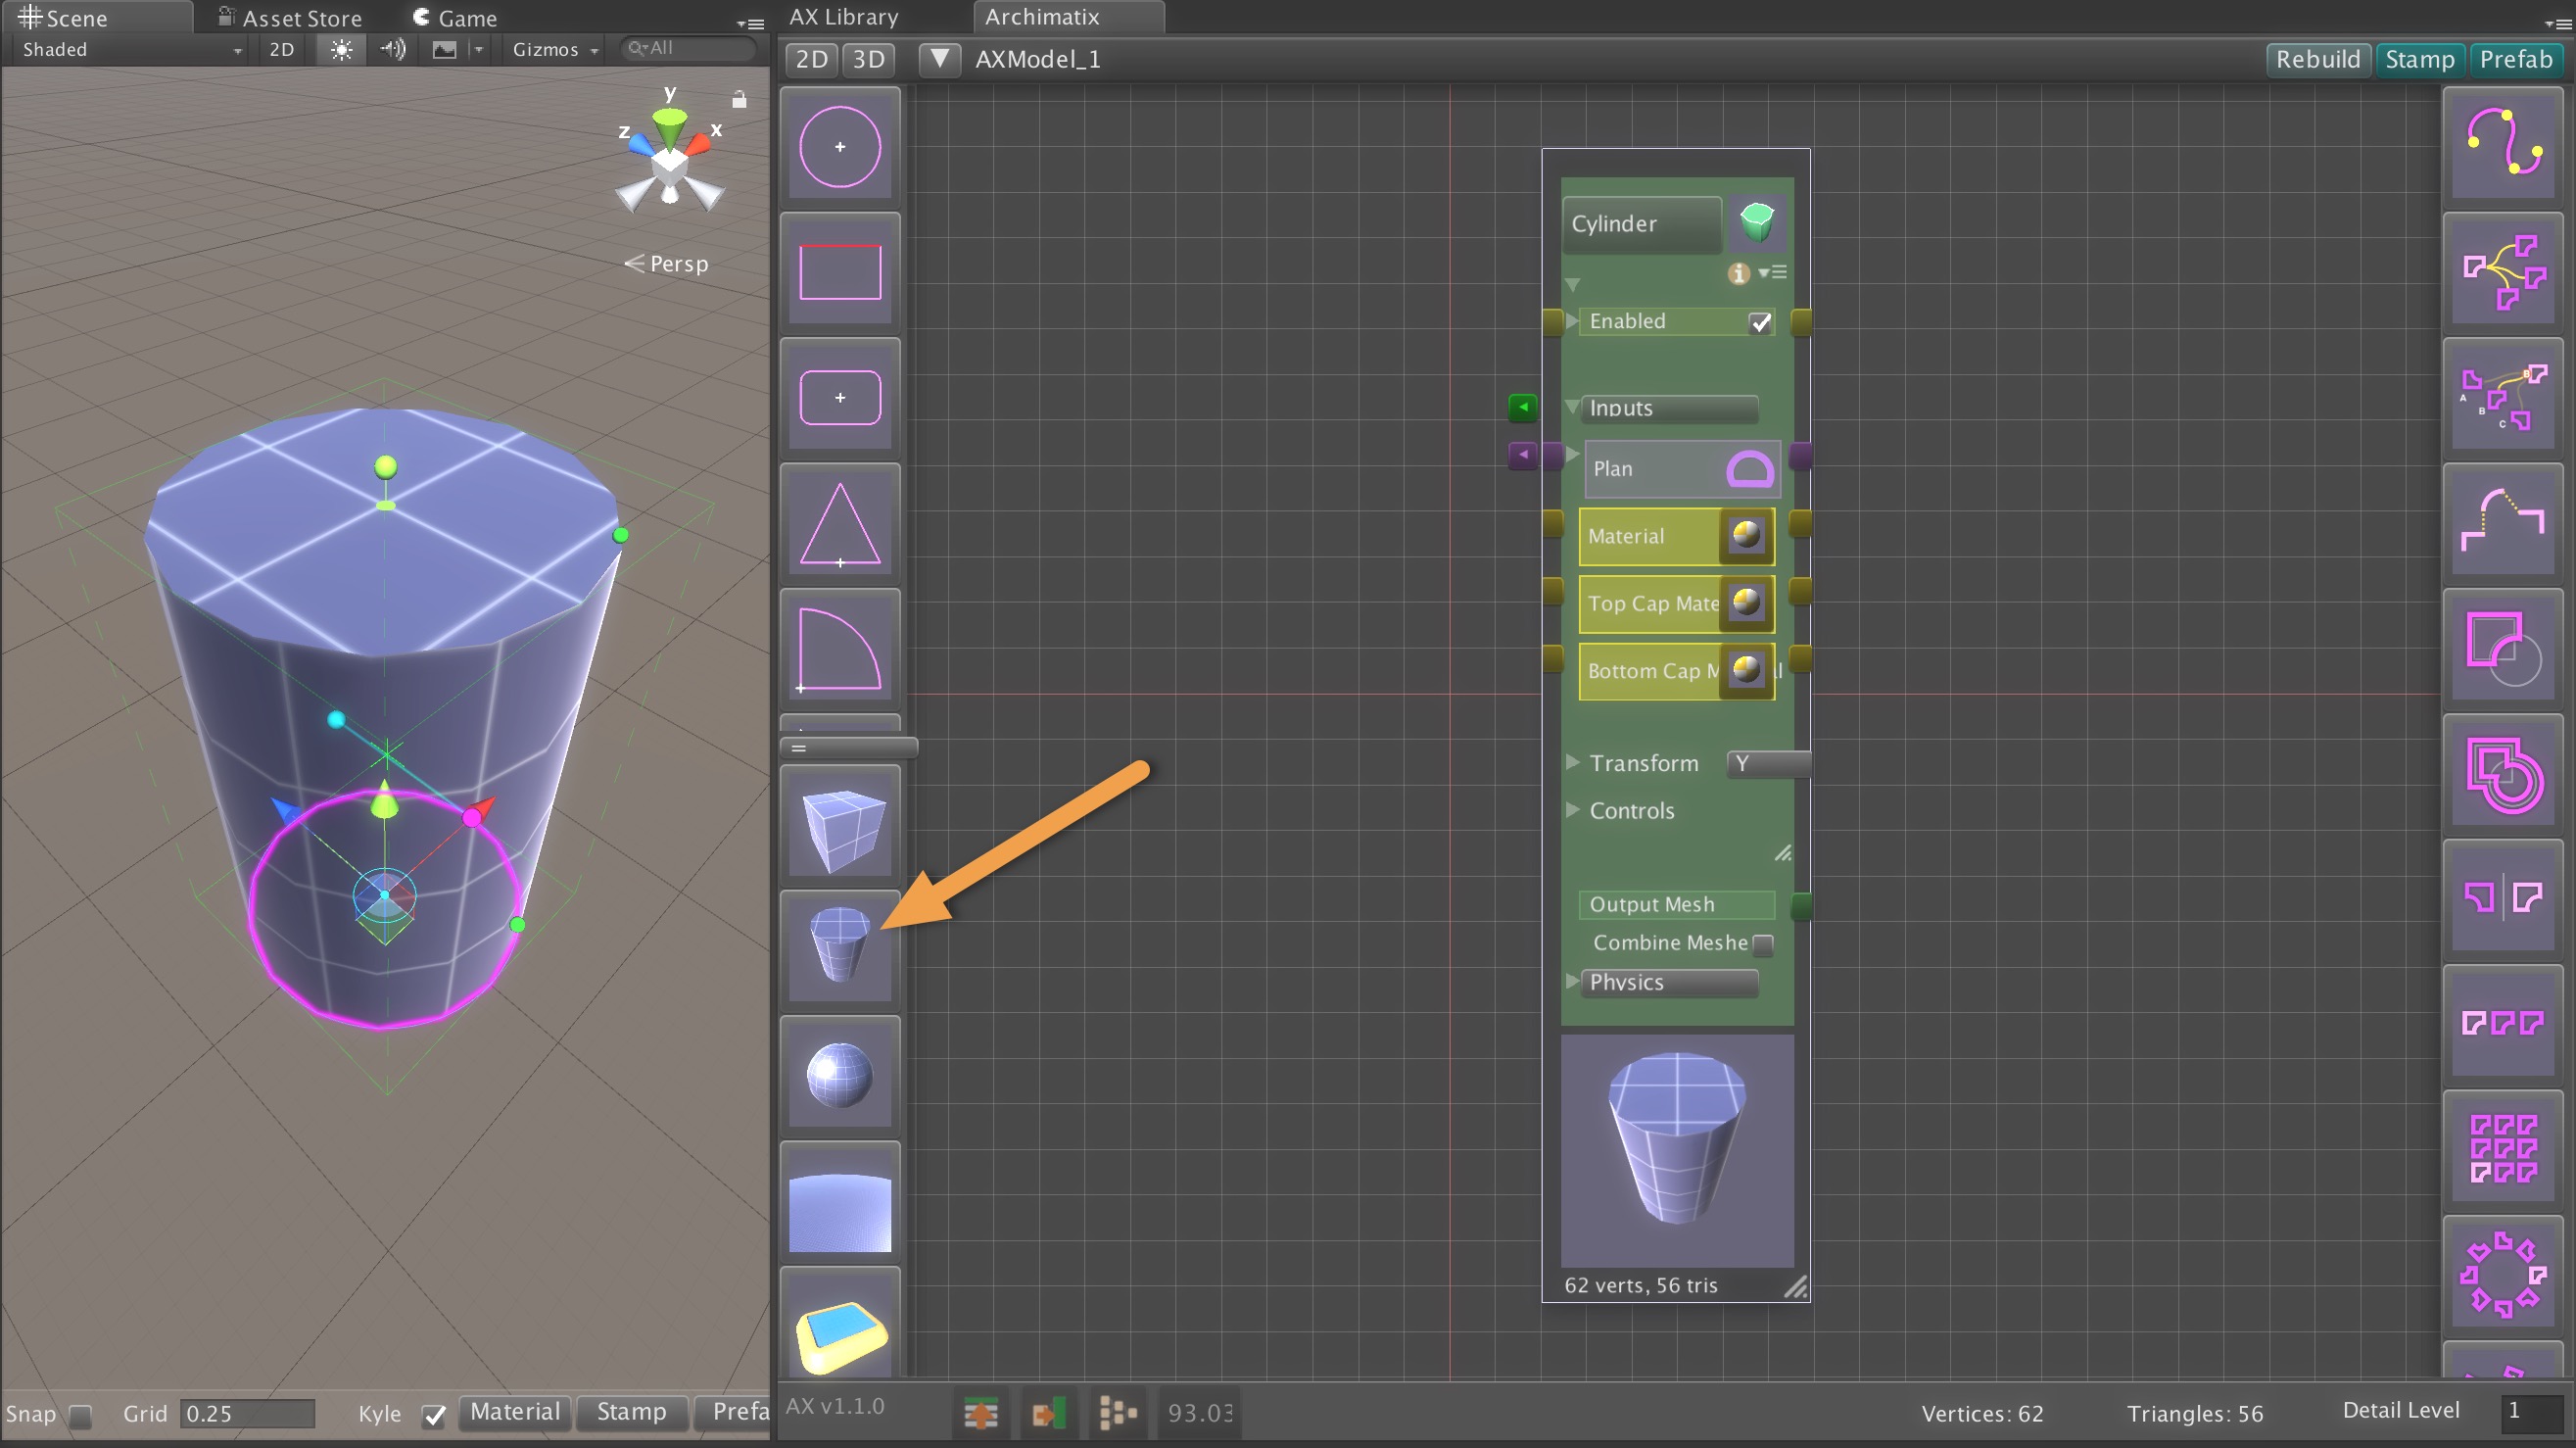 Scene Asset Store Game
Shaded 2D Gizmos All
y
z x
Persp
Snap Grid 0.25 Kyle Material Stamp Prefa
AX Library Archimatix
2D 3D AXModel_1 Rebuild Stamp Prefab
Cylinder
i
Enabled
Inputs
Plan
Material
Top Cap Mate
Bottom Cap M l
Transform Y
Controls
Output Mesh
Combine Meshe
Physics
62 verts, 56 tris
B
A
B
C
AX v1.1.0 93.03 Vertices: 62 Triangles: 56 Detail Level 1